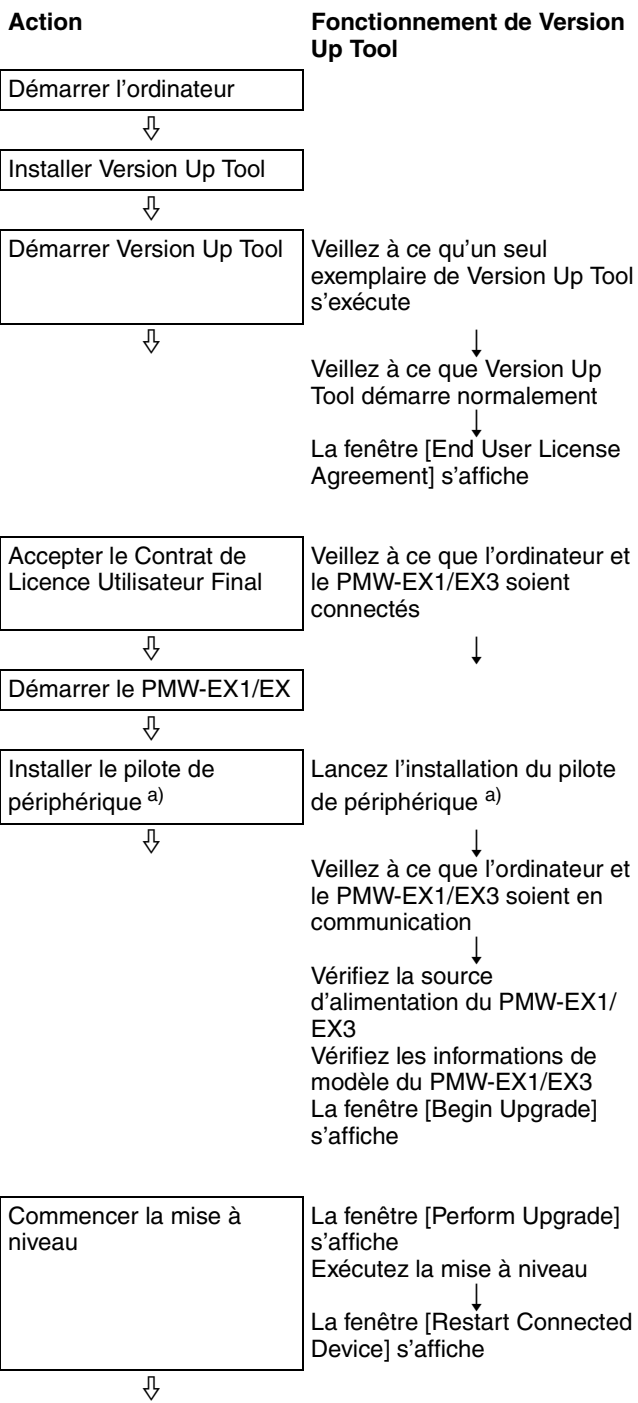 Action
Fonctionnement de Version
Up Tool
Démarrer l'ordinateur
⇩
Installer Version Up Tool
⇩
Démarrer Version Up Tool
Veillez à ce qu'un seul
exemplaire de Version Up Tool
s'exécute
⇩
↓
Veillez à ce que Version Up
Tool démarre normalement
↓
La fenêtre [End User License
Agreement] s'affiche
Accepter le Contrat de
Licence Utilisateur Final
Veillez à ce que l'ordinateur et
le PMW-EX1/EX3 soient
connectés
⇩
↓
Démarrer le PMW-EX1/EX
⇩
Installer le pilote de
périphérique a)
Lancez l'installation du pilote
de périphérique a)
⇩
↓
Veillez à ce que l'ordinateur et
le PMW-EX1/EX3 soient en
communication
↓
Vérifiez la source
d'alimentation du PMW-EX1/
EX3
Vérifiez les informations de
modèle du PMW-EX1/EX3
La fenêtre [Begin Upgrade]
s'affiche
Commencer la mise à
niveau
La fenêtre [Perform Upgrade]
s'affiche
Exécutez la mise à niveau
↓
La fenêtre [Restart Connected
Device] s'affiche
⇩